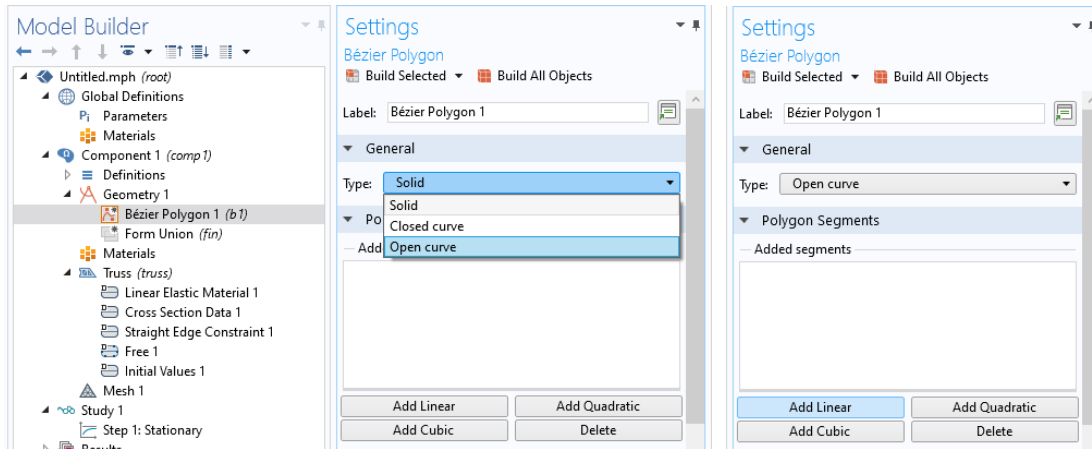 Model Builder
Untitled.mph (root)
Global Definitions
Pi Parameters
Materials
Component 1 (comp1)
Definitions
Geometry 1
Bézier Polygon 1 (b1)
Form Union (fin)
Materials
Truss (truss)
Linear Elastic Material 1
Cross Section Data 1
Straight Edge Constraint 1
Free 1
Initial Values 1
Mesh 1
Study 1
Step 1: Stationary
Results
Settings
Bézier Polygon
Build Selected Build All Objects
Label: Bézier Polygon 1
General
Type: Solid
Solid
Po
Closed curve
Add
Open curve
Add Linear Add Quadratic
Add Cubic Delete
Settings
Bézier Polygon
Build Selected Build All Objects
Label: Bézier Polygon 1
General
Type: Open curve
Polygon Segments
Added segments
Add Linear Add Quadratic
Add Cubic Delete